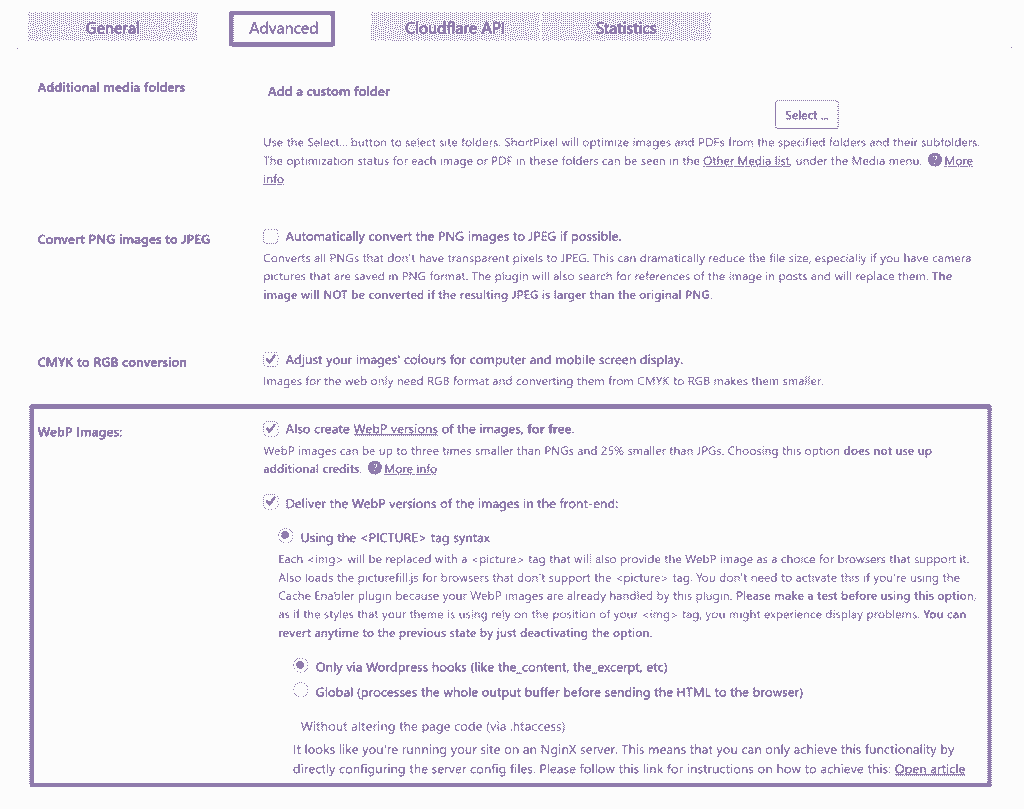 General Advanced Cloudflare API Statistics
Additional media folders
Add a custom folder
Select ...
Use the Select... button to select site folders. ShortPixel will optimize images and PDFs from the specified folders and their subfolders.
The optimization status for each image or PDF in these folders can be seen in the Other Media list, under the Media menu. ? More
info
Convert PNG images to JPEG
Automatically convert the PNG images to JPEG if possible.
Converts all PNGs that don't have transparent pixels to JPEG. This can dramatically reduce the file size, especially if you have camera
pictures that are saved in PNG format. The plugin will also search for references of the image in posts and will replace them. The
image will NOT be converted if the resulting JPEG is larger than the original PNG.
CMYK to RGB conversion
Adjust your images' colours for computer and mobile screen display.
Images for the web only need RGB format and converting them from CMYK to RGB makes them smaller.
WebP Images:
Also create WebP versions of the images, for free.
WebP images can be up to three times smaller than PNGs and 25% smaller than JPGs. Choosing this option does not use up
additional credits. ? More info
Deliver the WebP versions of the images in the front-end:
Using the <PICTURE> tag syntax
Each <img> will be replaced with a <picture> tag that will also provide the WebP image as a choice for browsers that support it.
Also loads the picturefill.js for browsers that don't support the <picture> tag. You don't need to activate this if you're using the
Cache Enabler plugin because your WebP images are already handled by this plugin. Please make a test before using this option,
as if the styles that your theme is using rely on the position of your <img> tag, you might experience display problems. You can
revert anytime to the previous state by just deactivating the option.
Only via Wordpress hooks (like the_content, the_excerpt, etc)
Global (processes the whole output buffer before sending the HTML to the browser)
Without altering the page code (via .htaccess)
It looks like you're running your site on an NginX server. This means that you can only achieve this functionality by
directly configuring the server config files. Please follow this link for instructions on how to achieve this: Open article